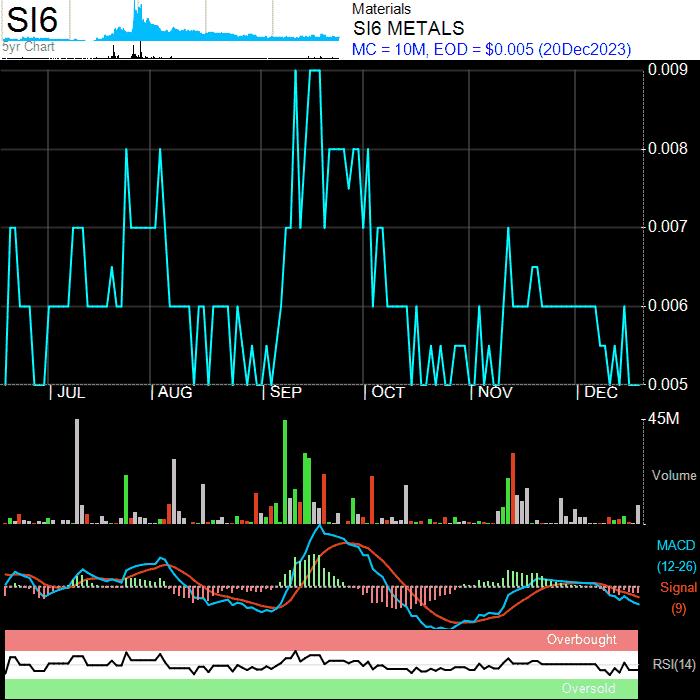 SI6
5yr Chart
Materials
SI6 METALS
MC = 10M, EOD = $0.005 (20Dec2023)
0.009
0.008
0.007
0.006
0.005
JUL
AUG
SEP
OCT
NOV
DEC
45M
Volume
MACD
(12-26)
Signal
(9)
Overbought
RSI(14)
Oversold